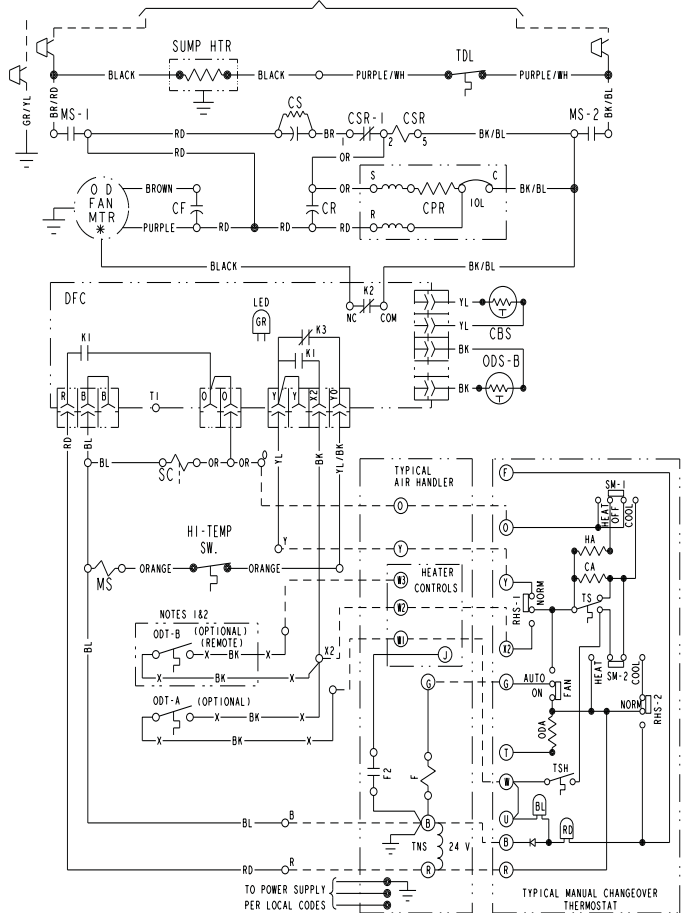 SUMP HTR
TDL
BLACK
BLACK
PURPLE/WH
PURPLE/WH
GR/YL
BR/RD
BK/BL
MS-1
CS
CSR-1
CSR
MS-2
RD
BR
1
2
5
BK/BL
RD
OR
O D
FAN
MTR
*
BROWN
CF
PURPLE
RD
RD
CR
OR
RD
S
R
CPR
IOL
C
BK/BL
BLACK
BK/BL
DFC
LED
GR
K2
NC
COM
YL
YL
CBS
BK
ODS-B
BK
K1
K3
K1
R
B
B
T1
O
O
Y
Y
X2
YO
RD
BL
YL
BK
YL/BK
BL
SC
OR
OR
O
TYPICAL
AIR HANDLER
F
SM-1
HEAT
OFF
COOL
O
O
HI-TEMP
SW.
Y
Y
HA
CA
MS
ORANGE
ORANGE
W3
HEATER
CONTROLS
Y
NORM
RHS-1
TS
NOTES 1&2
ODT-B
(OPTIONAL)
(REMOTE)
X
BK
X
W2
BL
X
BK
X
X2
W1
J
X2
HEAT
SM-2
COOL
ODT-A
(OPTIONAL)
X
BK
X
G
G
AUTO
ON
FAN
NORM
RHS-2
X
BK
X
ODA
T
F2
F
W
TSH
BL
B
B
U
BL
RD
B
TNS
24 V
RD
R
R
R
TO POWER SUPPLY
PER LOCAL CODES
TYPICAL MANUAL CHANGEOVER
THERMOSTAT